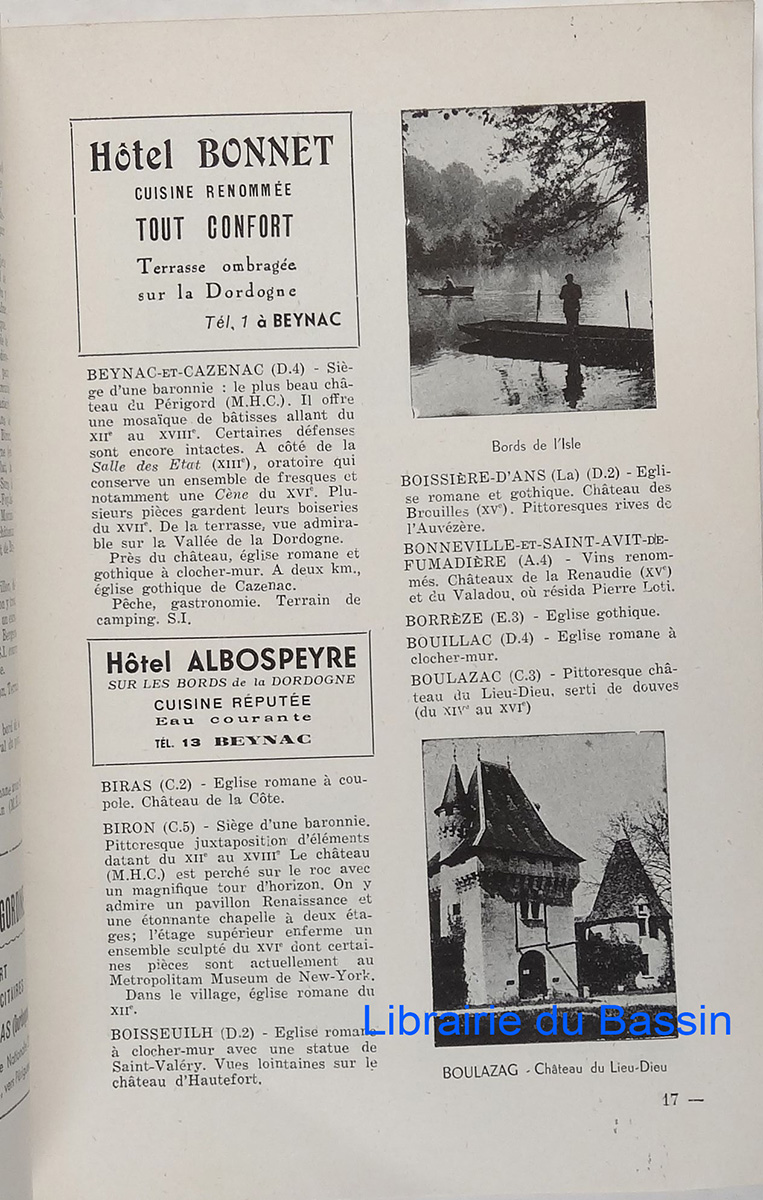 Hôtel BONNET
CUISINE RENOMMÉE
TOUT CONFORT
Terrasse ombragée
sur la Dordogne
Tél. 1 à BEYNAC
BEYNAC-ET-CAZENAC (D.4) - Siè-
ge d'une baronnie : le plus beau châ-
teau du Périgord (M.H.C.). Il offre
une mosaïque de bâtisses allant du
XIIe au XVIIIe. Certaines défenses
sont encore intactes. A côté de la
Salle des Etat (XIIIe), oratoire qui
conserve un ensemble de fresques et
notamment une Cène du XVIe. Plu-
sieurs pièces gardent leurs boiseries
du XVIIe. De la terrasse, vue admira-
ble sur la Vallée de la Dordogne.
Près du château, église romane et
gothique à clocher-mur. A deux km.,
église gothique de Cazenac.
Pêche, gastronomie. Terrain de
camping. S.I.
Hôtel ALBOSPEYRE
SUR LES BORDS de la DORDOGNE
CUISINE RÉPUTÉE
Eau courante
TÉL. 13 BEYNAC
BIRAS (C.2) - Eglise romane à cou-
pole. Château de la Côte.
BIRON (C.5) - Siège d'une baronnie.
Pittoresque juxtaposition d'éléments
datant du XIIe au XVIIIe Le château
(M.H.C.) est perché sur le roc avec
un magnifique tour d'horizon. On y
admire un pavillon Renaissance et
une étonnante chapelle à deux éta-
ges; l'étage supérieur enferme un
ensemble sculpté du XVIe dont certai-
nes pièces sont actuellement au
Metropolitam Museum de New-York.
Dans le village, église romane du
XIIe.
BOISSEUILH (D.2) - Eglise romane
à clocher-mur avec une statue de
Saint-Valéry. Vues lointaines sur le
château d'Hautefort.
Bords de l'Isle
BOISSIÈRE-D'ANS (La) (D.2) - Egli-
se romane et gothique. Château des
Brouilles (XVe). Pittoresques rives de
l'Auvézère.
BONNEVILLE-ET-SAINT-AVIT-DE-
FUMADIÈRE (A.4) - Vins renom-
més. Châteaux de la Renaudie (XVe)
et du Valadou, où résida Pierre Loti.
BORRÈZE (E.3) - Eglise gothique.
BOUILLAC (D.4) - Eglise romane à
clocher-mur.
BOULAZAC (C.3) - Pittoresque châ-
teau du Lieu-Dieu, serti de douves
(du XIVe au XVIe)
Librairie du Bassin
BOULAZAG - Château du Lieu-Dieu
17 —